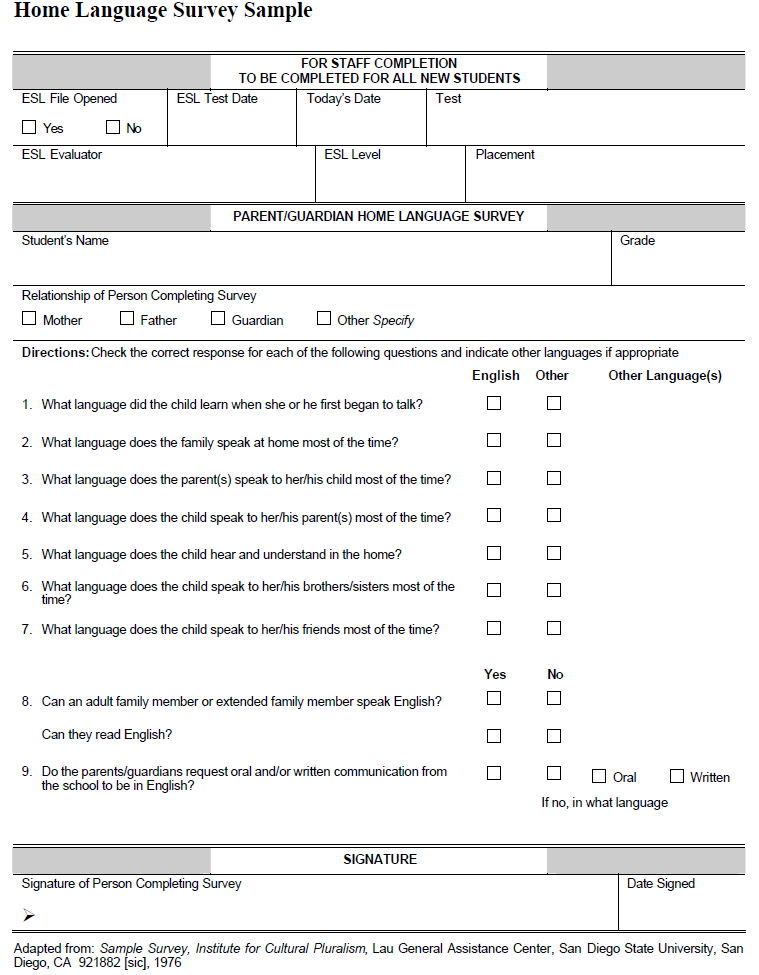 Home Language Survey Sample
FOR STAFF COMPLETION
TO BE COMPLETED FOR ALL NEW STUDENTS
ESL File Opened ESL Test Date Today's Date Test
Yes No
ESL Evaluator ESL Level Placement
PARENT/GUARDIAN HOME LANGUAGE SURVEY
Student's Name Grade
Relationship of Person Completing Survey
Mother Father Guardian Other Specify
Directions: Check the correct response for each of the following questions and indicate other languages if appropriate
English Other Other Language(s)
1. What language did the child learn when she or he first began to talk?
2. What language does the family speak at home most of the time?
3. What language does the parent(s) speak to her/his child most of the time?
4. What language does the child speak to her/his parent(s) most of the time?
5. What language does the child hear and understand in the home?
6. What language does the child speak to her/his brothers/sisters most of the
time?
7. What language does the child speak to her/his friends most of the time?
Yes No
8. Can an adult family member or extended family member speak English?
Can they read English?
9. Do the parents/guardians request oral and/or written communication from
the school to be in English?
Oral Written
If no, in what language
SIGNATURE
Signature of Person Completing Survey Date Signed
Adapted from: Sample Survey, Institute for Cultural Pluralism, Lau General Assistance Center, San Diego State University, San
Diego, CA 921882 [sic], 1976